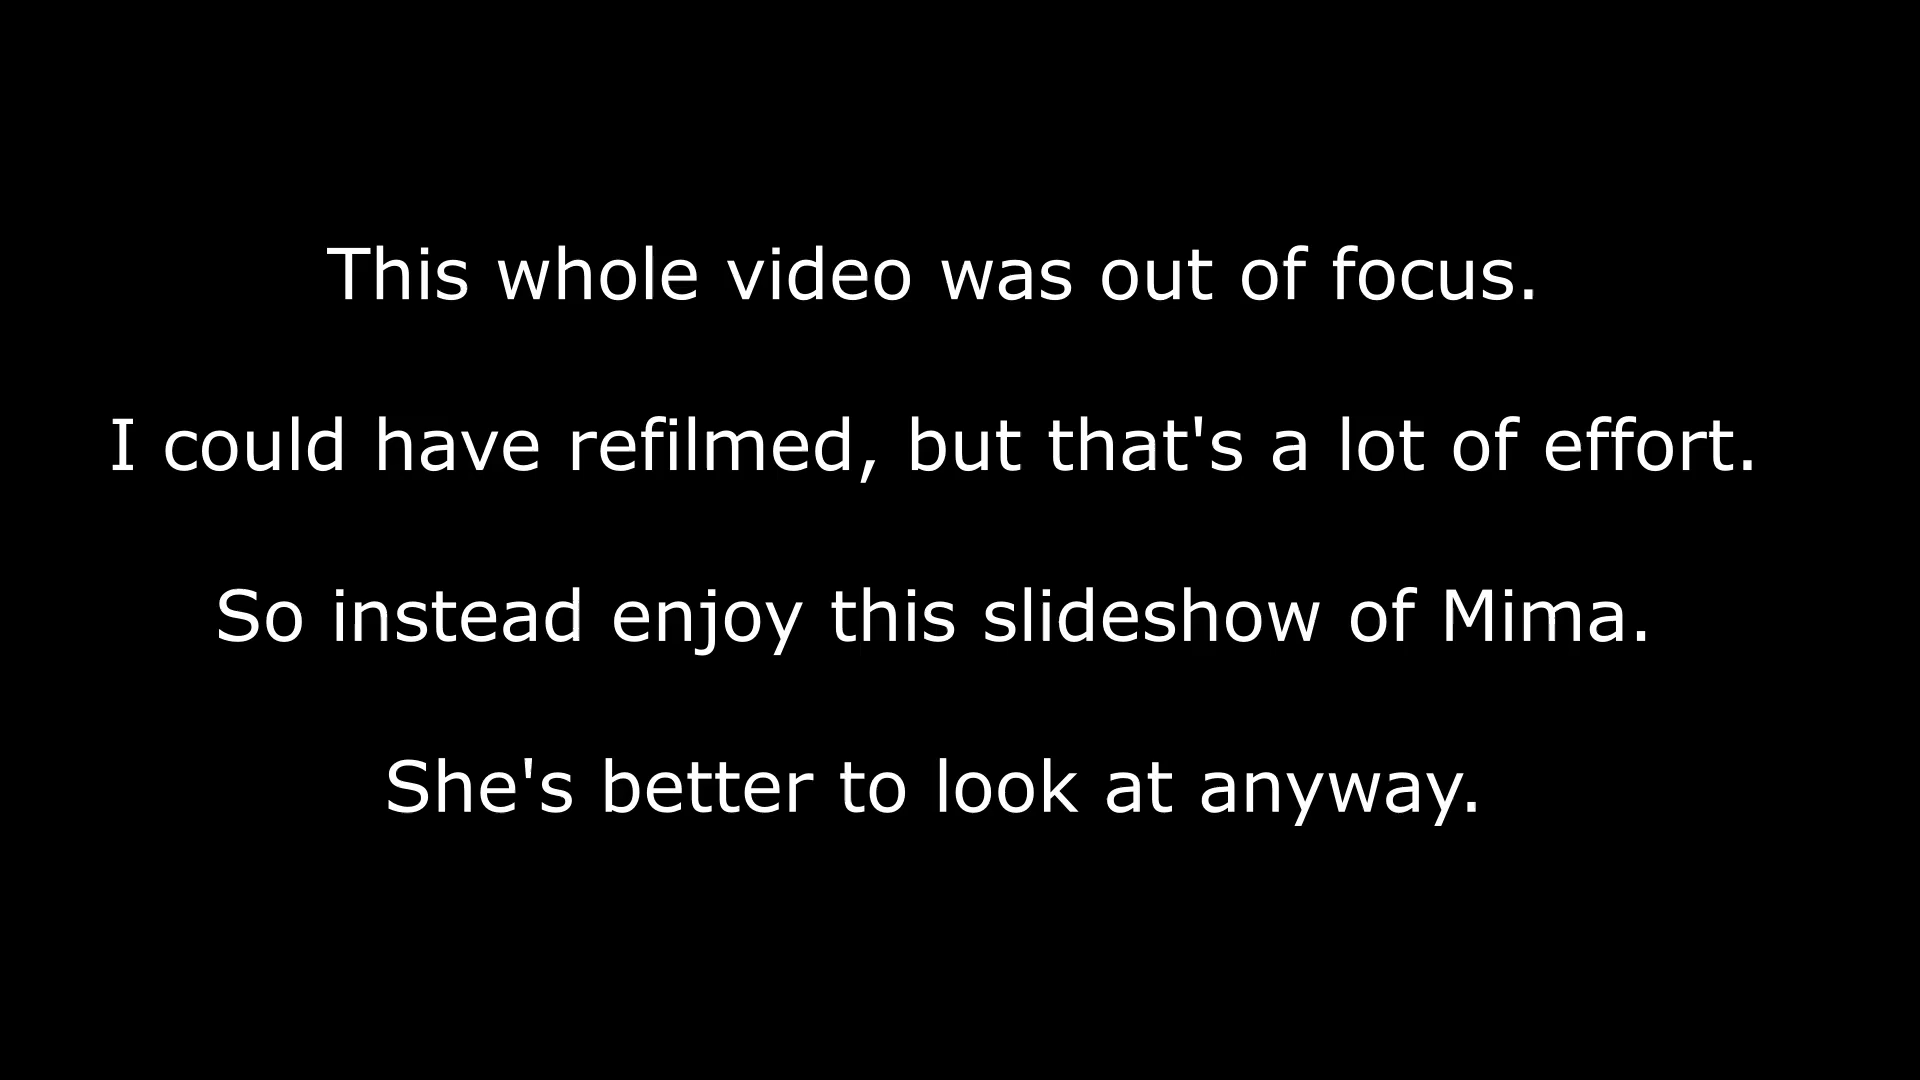 This whole video was out of focus.
I could have refilmed, but that's a lot of effort.
So instead enjoy this slideshow of Mima.
She's better to look at anyway.